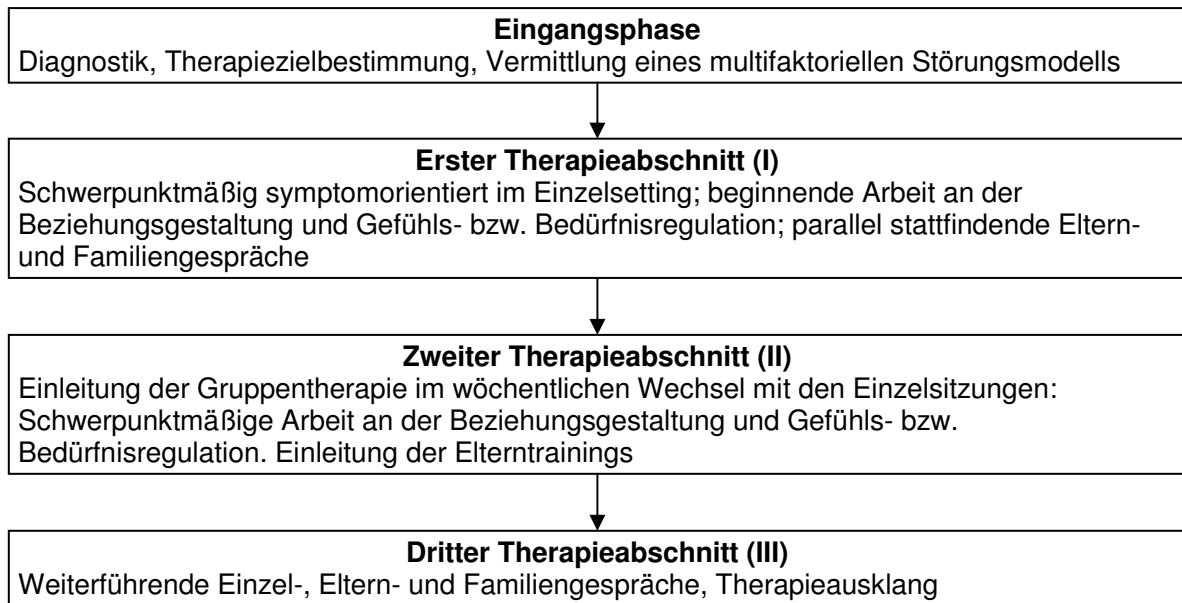 Eingangsphase
Diagnostik, Therapiezielbestimmung, Vermittlung eines multifaktoriellen Störungsmodells
Erster Therapieabschnitt (I)
Schwerpunktmäßig symptomorientiert im Einzelsetting; beginnende Arbeit an der
Beziehungsgestaltung und Gefühls- bzw. Bedürfnisregulation; parallel stattfindende Eltern-
und Familiengespräche
Zweiter Therapieabschnitt (II)
Einleitung der Gruppentherapie im wöchentlichen Wechsel mit den Einzelsitzungen:
Schwerpunktmäßige Arbeit an der Beziehungsgestaltung und Gefühls- bzw.
Bedürfnisregulation. Einleitung der Elterntrainings
Dritter Therapieabschnitt (III)
Weiterführende Einzel-, Eltern- und Familiengespräche, Therapieausklang